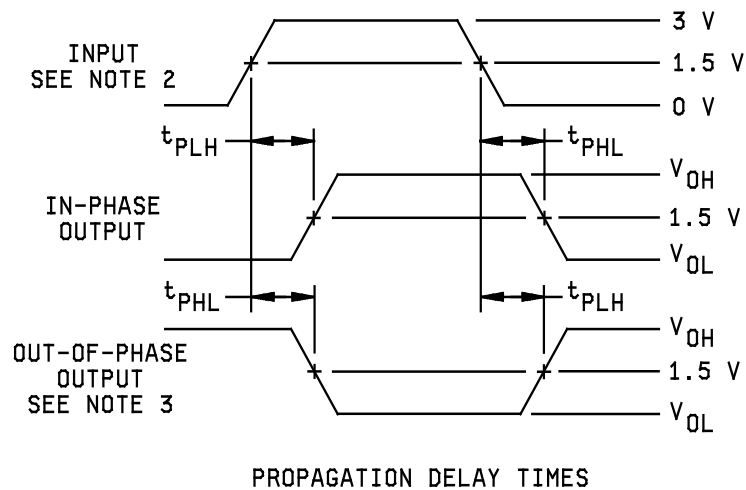 3 V
INPUT
SEE NOTE 2
1.5 V
0 V
tPLH
tPHL
VOH
IN-PHASE
OUTPUT
1.5 V
VOL
tPHL
tPLH
VOH
OUT-OF-PHASE
OUTPUT
SEE NOTE 3
1.5 V
VOL
PROPAGATION DELAY TIMES